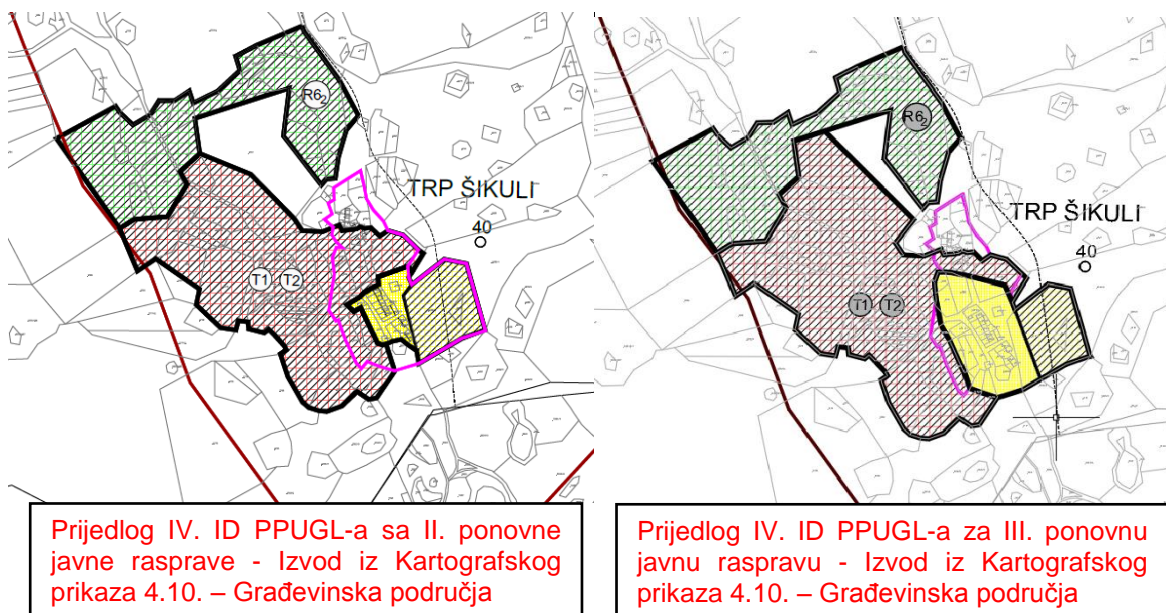 R6₂
TRP ŠIKULI
40
T1 T2
R6₂
TRP ŠIKULI
40
T1 T2
Prijedlog IV. ID PPUGL-a sa II. ponovne
javne rasprave - Izvod iz Kartografskog
prikaza 4.10. – Građevinska područja
Prijedlog IV. ID PPUGL-a za III. ponovnu
javnu raspravu - Izvod iz Kartografskog
prikaza 4.10. – Građevinska područja